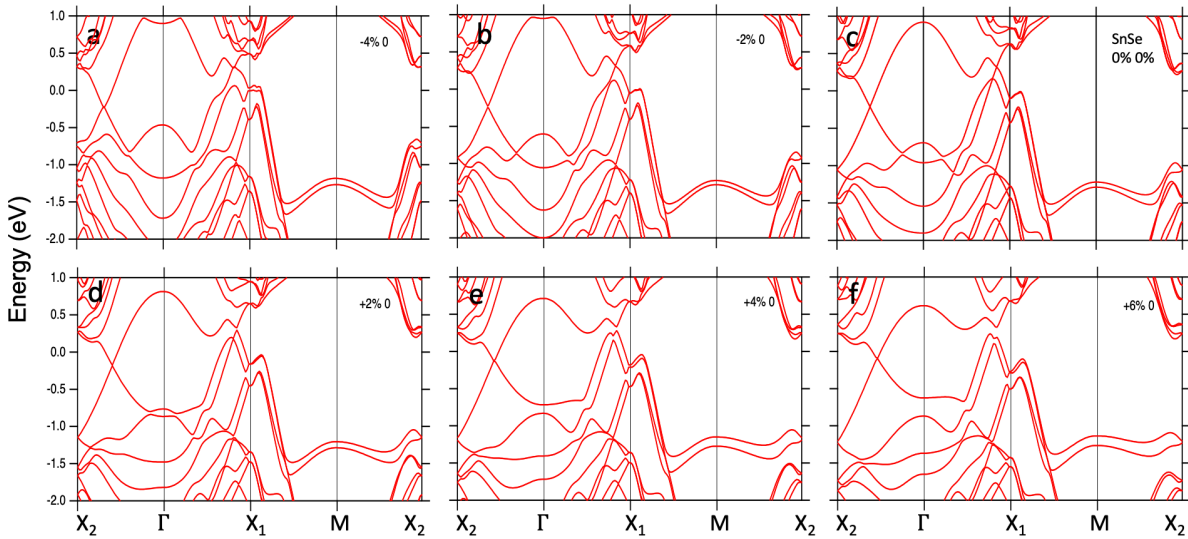 a
-4% 0
b
-2% 0
c
SnSe
0% 0%
1.0
0.5
0.0
-0.5
-1.0
-1.5
-2.0
Energy (eV)
d
+2% 0
e
+4% 0
f
+6% 0
1.0
0.5
0.0
-0.5
-1.0
-1.5
-2.0
X2 Γ X1 M X2
X2 Γ X1 M X2
X2 Γ X1 M X2